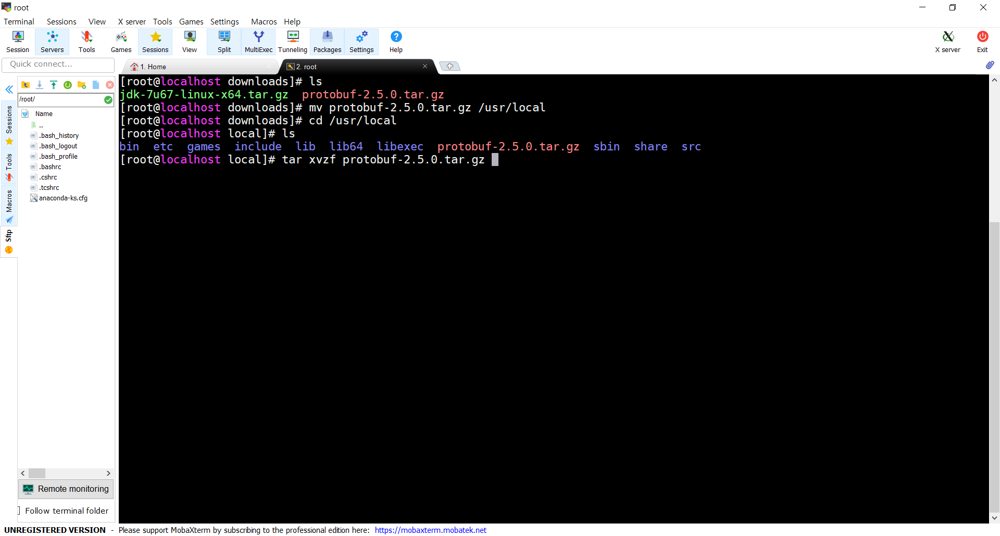 root
Terminal Sessions View X server Tools Games Settings Macros Help
Session Servers Tools Games Sessions View Split MultiExec Tunneling Packages Settings Help X server Exit
Quick connect...
1. Home
2. root
/root/
Name
..
.bash_history
.bash_logout
.bash_profile
.bashrc
.cshrc
.tcshrc
anaconda-ks.cfg
Sessions
Tools
Macros
Sftp
[root@localhost downloads]# ls
jdk-7u67-linux-x64.tar.gz protobuf-2.5.0.tar.gz
[root@localhost downloads]# mv protobuf-2.5.0.tar.gz /usr/local
[root@localhost downloads]# cd /usr/local
[root@localhost local]# ls
bin etc games include lib lib64 libexec protobuf-2.5.0.tar.gz sbin share src
[root@localhost local]# tar xvzf protobuf-2.5.0.tar.gz
Remote monitoring
Follow terminal folder
UNREGISTERED VERSION - Please support MobaXterm by subscribing to the professional edition here: https://mobaxterm.mobatek.net